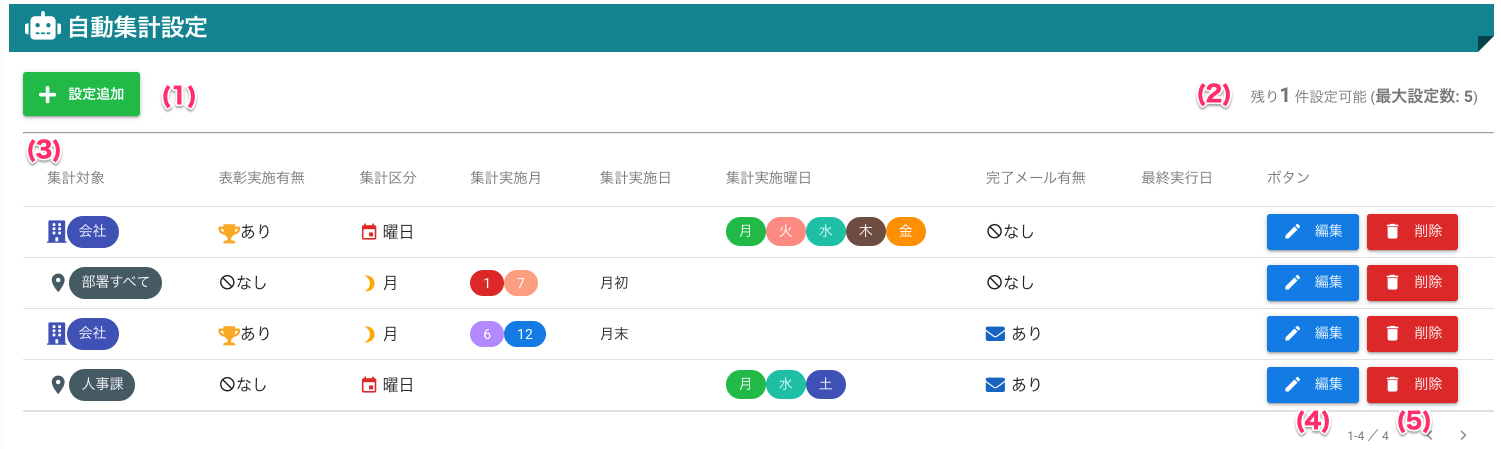 自動集計設定
設定追加 (1) (2) 残り1 件設定可能 (最大設定数: 5)
(3)
集計対象 表彰実施有無 集計区分 集計実施月 集計実施日 集計実施曜日 完了メール有無 最終実行日 ボタン
会社 あり 曜日 月 火 水 木 金 なし 編集 削除
部署すべて なし 月 1 7 月初 なし 編集 削除
会社 あり 月 6 12 月末 あり 編集 削除
人事課 なし 曜日 月 水 土 あり 編集 削除
(4) (5)
1-4 / 4